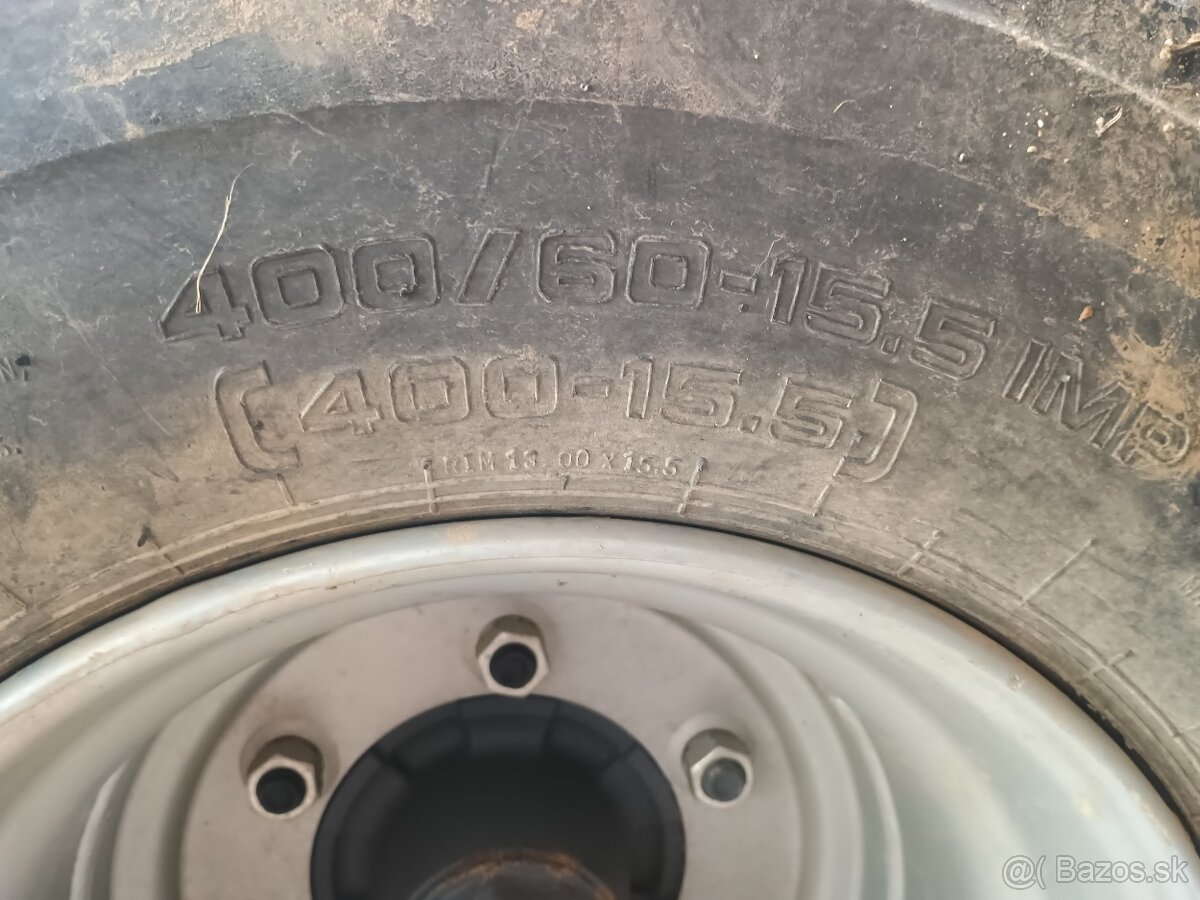 400/60-15.5 IMP
(400-15.5)
RIM 13.00 X 15.5
@( Bazos.sk